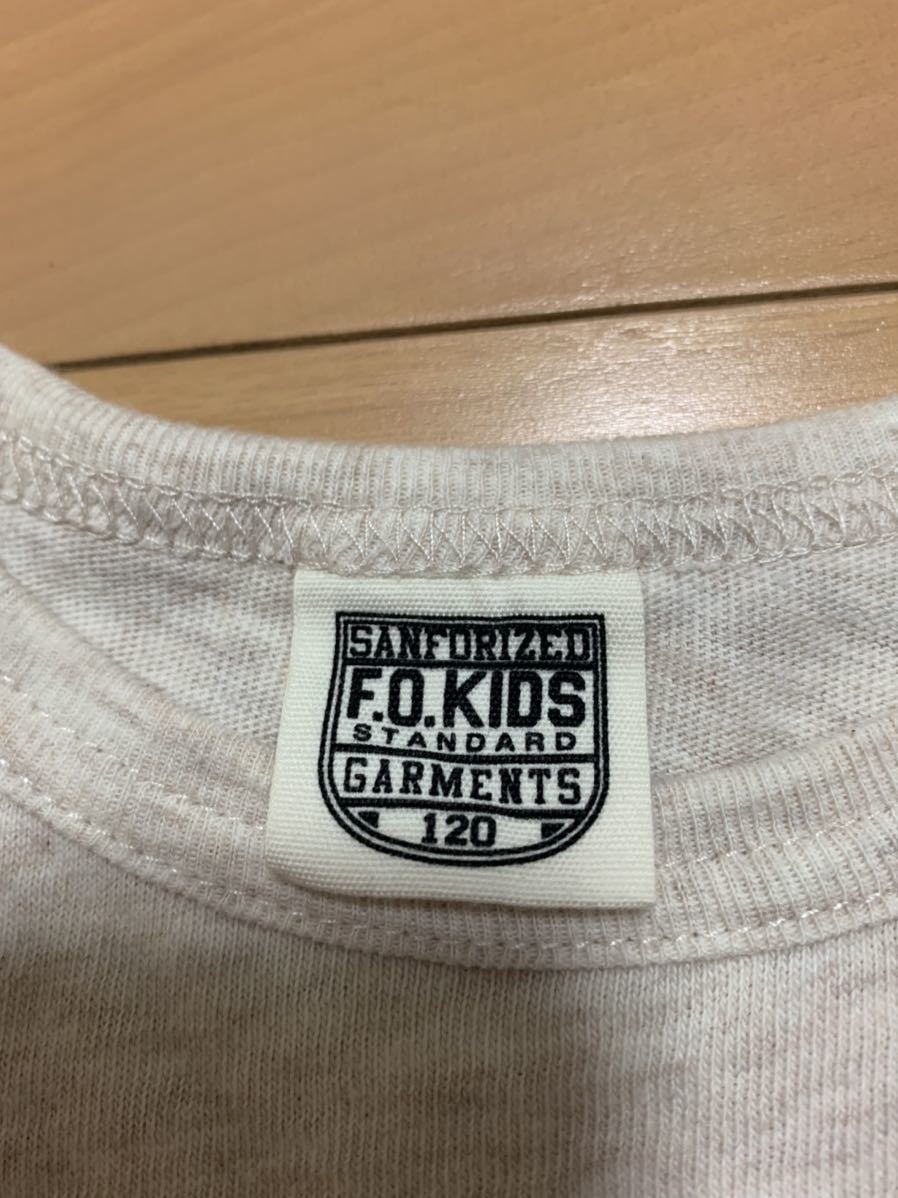 SANFORIZED
F.O.KIDS
STANDARD
GARMENTS
120